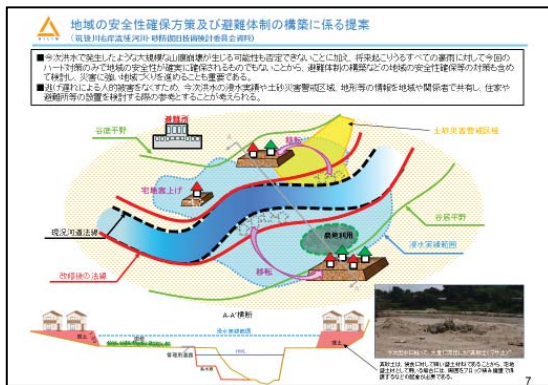 地域の安全性確保方策及び避難体制の構築に係る提案
(筑後川右岸流域 河川・砂防復旧技術検討委員会資料)
■今次洪水で発生したような大規模な山腹崩壊が生じる可能性も否定できないことに加え、将来起こりうるすべての豪雨に対して今回の
ハード対策のみで地域の安全性が確実に確保されるものでもないことから、避難体制の構築などの地域の安全性確保等の対策も含め
て検討し、災害に強い地域づくりを進めることも重要である。
■逃げ遅れによる人的被害をなくすため、今次洪水の浸水実績や土砂災害警戒区域、地形等の情報を地域や関係者で共有し、住家や
避難所等の設置を検討する際の参考とすることが考えられる。
避難所
移転
土砂災害警戒区域
谷底平野
宅地嵩上げ
谷底平野
現況河道法線
農地利用
浸水実績範囲
移転
改修後の法線
A-A'横断
浸水実績範囲
盛土
盛土
管理用通路
7